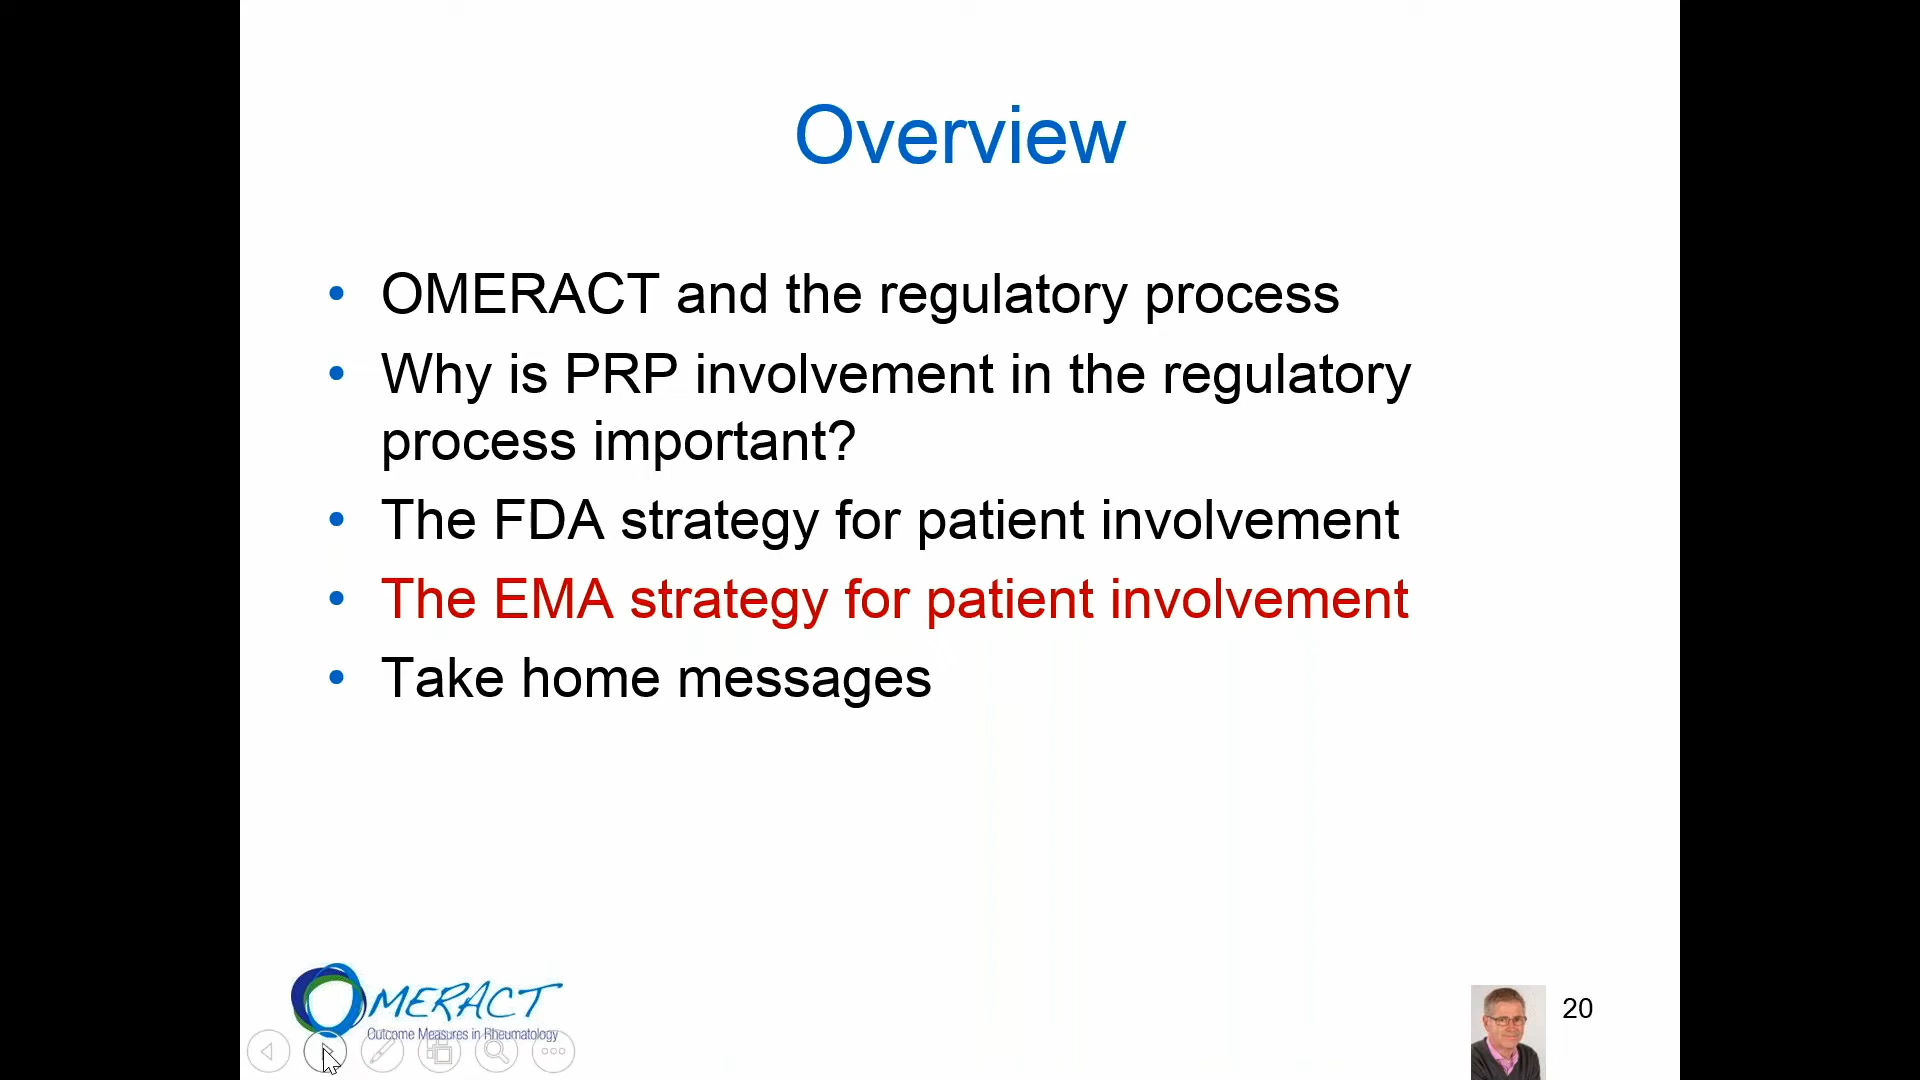 Overview
• OMERACT and the regulatory process
• Why is PRP involvement in the regulatory
process important?
• The FDA strategy for patient involvement
• The EMA strategy for patient involvement
• Take home messages
OMERACT
Outcome Measures in Rheumatology
20